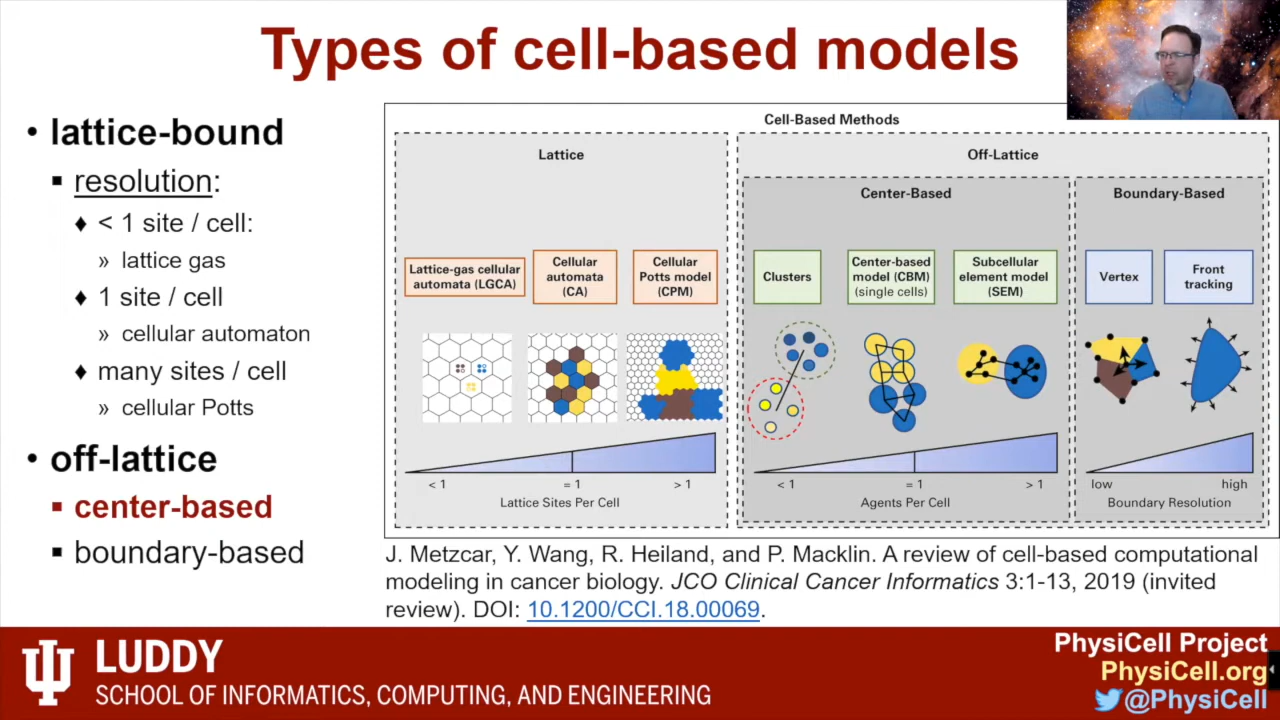 Types of cell-based models
• lattice-bound
▪ resolution:
♦ < 1 site / cell:
» lattice gas
♦ 1 site / cell
» cellular automaton
♦ many sites / cell
» cellular Potts
• off-lattice
▪ center-based
▪ boundary-based
Cell-Based Methods
Lattice
Lattice-gas cellular
automata (LGCA)
Cellular
automata
(CA)
Cellular
Potts model
(CPM)
< 1
= 1
> 1
Lattice Sites Per Cell
Off-Lattice
Center-Based
Clusters
Center-based
model (CBM)
(single cells)
Subcellular
element model
(SEM)
< 1
= 1
> 1
Agents Per Cell
Boundary-Based
Vertex
Front
tracking
low
high
Boundary Resolution
J. Metzcar, Y. Wang, R. Heiland, and P. Macklin. A review of cell-based computational
modeling in cancer biology. JCO Clinical Cancer Informatics 3:1-13, 2019 (invited
review). DOI: 10.1200/CCI.18.00069.
LUDDY
SCHOOL OF INFORMATICS, COMPUTING, AND ENGINEERING
PhysiCell Project
PhysiCell.org
@PhysiCell